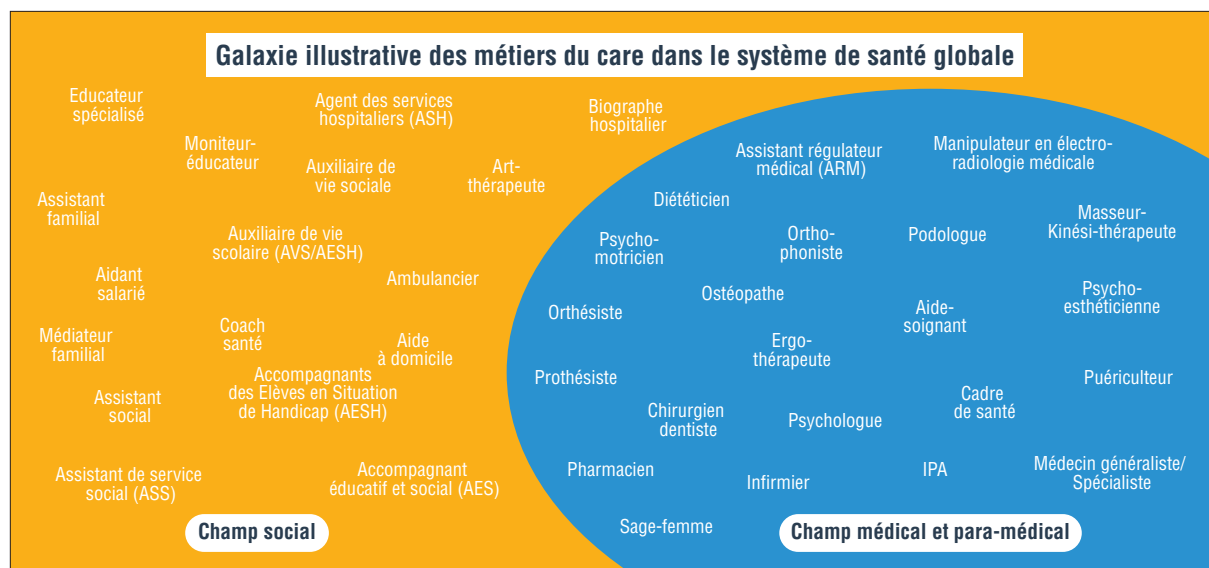 Galaxie illustrative des métiers du care dans le système de santé globale
Educateur
spécialisé
Agent des services
hospitaliers (ASH)
Biographe
hospitalier
Moniteur-
éducateur
Auxiliaire de
vie sociale
Art-
thérapeute
Assistant
familial
Auxiliaire de vie
scolaire (AVS/AESH)
Aidant
salarié
Ambulancier
Médiateur
familial
Coach
santé
Aide
à domicile
Accompagnants
des Elèves en Situation
de Handicap (AESH)
Assistant
social
Assistant de service
social (ASS)
Accompagnant
éducatif et social (AES)
Champ social
Assistant régulateur
médical (ARM)
Manipulateur en électro-
radiologie médicale
Diététicien
Masseur-
Kinési-thérapeute
Psycho-
motricien
Ortho-
phoniste
Podologue
Ostéopathe
Psycho-
esthéticienne
Orthésiste
Aide-
soignant
Ergo-
thérapeute
Prothésiste
Puériculteur
Cadre
de santé
Chirurgien
dentiste
Psychologue
Pharmacien
Infirmier
IPA
Médecin généraliste/
Spécialiste
Sage-femme
Champ médical et para-médical